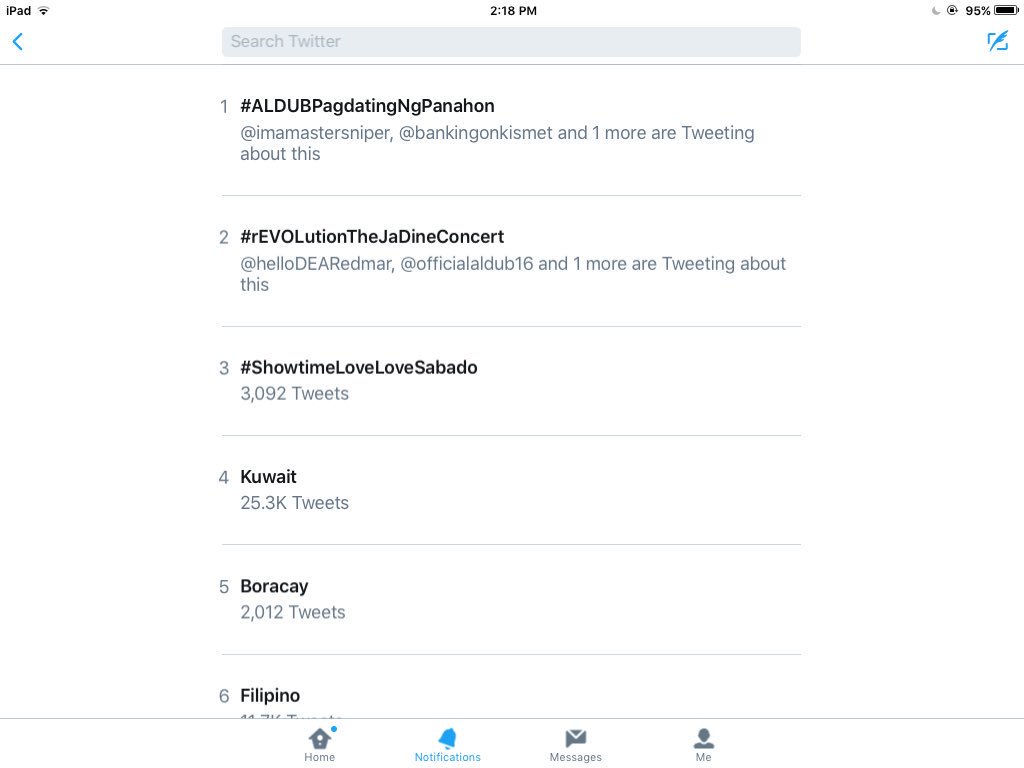 iPad 2:18 PM 95%
Search Twitter
1 #ALDUBPagdatingNgPanahon
@imamastersniper, @bankingonkismet and 1 more are Tweeting
about this
2 #rEVOLutionTheJaDineConcert
@helloDEARedmar, @officialaldub16 and 1 more are Tweeting about
this
3 #ShowtimeLoveLoveSabado
3,092 Tweets
4 Kuwait
25.3K Tweets
5 Boracay
2,012 Tweets
6 Filipino
Home Notifications Messages Me